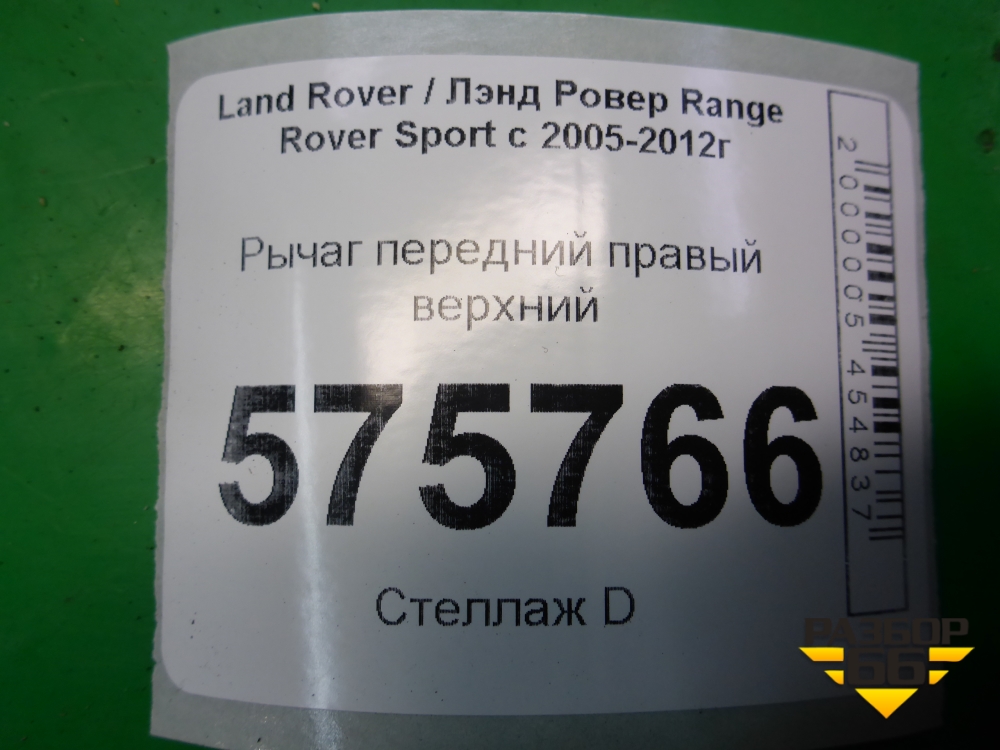 Land Rover / Лэнд Ровер Range
Rover Sport с 2005-2012г
Рычаг передний правый
верхний
575766
Стеллаж D
2000005454837
РАЗБОР
66